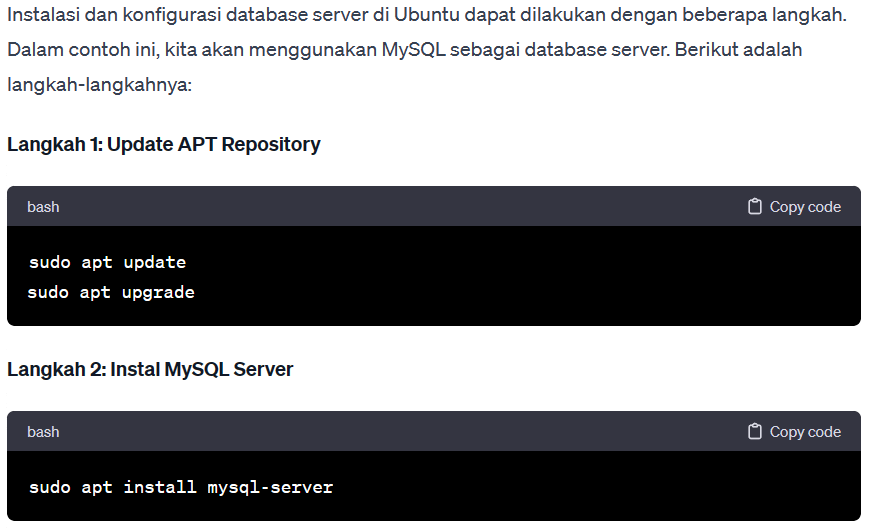 Instalasi dan konfigurasi database server di Ubuntu dapat dilakukan dengan beberapa langkah.
Dalam contoh ini, kita akan menggunakan MySQL sebagai database server. Berikut adalah
langkah-langkahnya:
Langkah 1: Update APT Repository
bash Copy code
sudo apt update
sudo apt upgrade
Langkah 2: Instal MySQL Server
bash Copy code
sudo apt install mysql-server